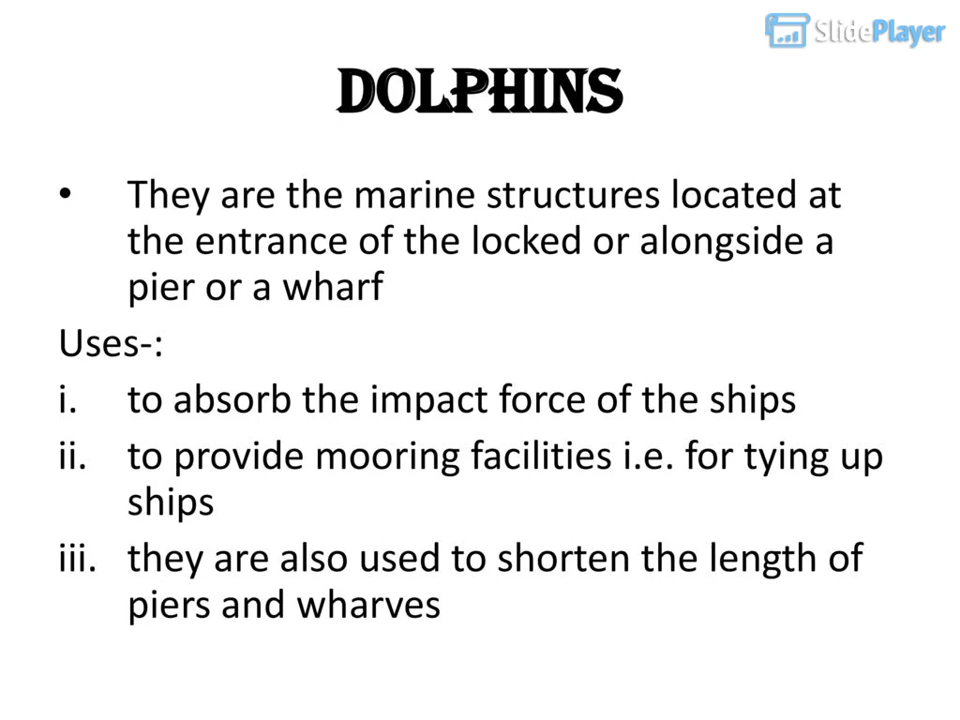 SlidePlayer
DOLPHINS
• They are the marine structures located at
the entrance of the locked or alongside a
pier or a wharf
Uses-:
i. to absorb the impact force of the ships
ii. to provide mooring facilities i.e. for tying up
ships
iii. they are also used to shorten the length of
piers and wharves